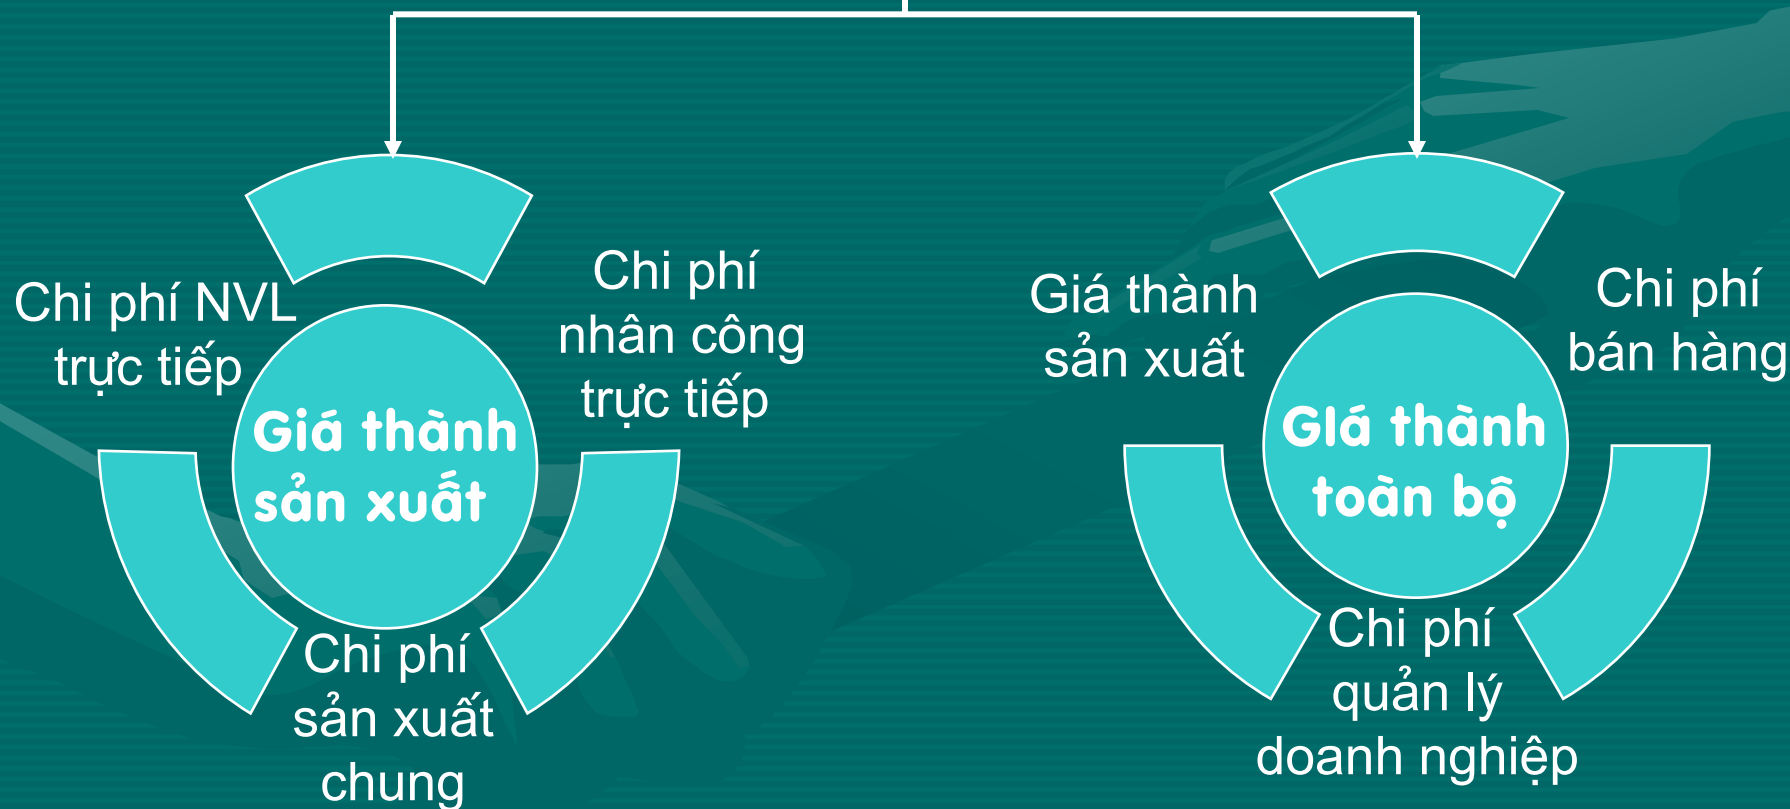 Chi phí NVL
trực tiếp
Chi phí
nhân công
trực tiếp
Giá thành
sản xuất
Chi phí
sản xuất
chung
Giá thành
sản xuất
Chi phí
bán hàng
GIá thành
toàn bộ
Chi phí
quản lý
doanh nghiệp